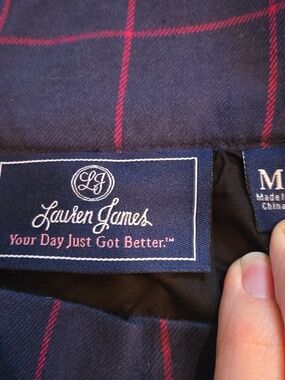 LJ
Lauren James
Your Day Just Got Better.™
M
Made in
China